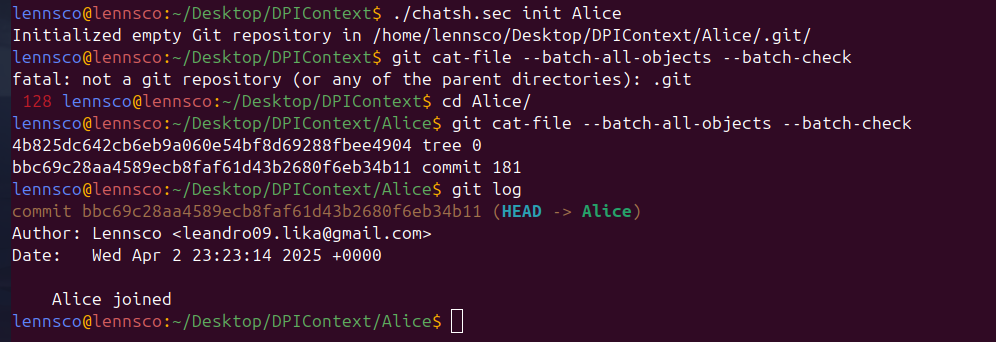 lennsco@lennsco:~/Desktop/DPIContext$ ./chatsh.sec init Alice
Initialized empty Git repository in /home/lennsco/Desktop/DPIContext/Alice/.git/
lennsco@lennsco:~/Desktop/DPIContext$ git cat-file --batch-all-objects --batch-check
fatal: not a git repository (or any of the parent directories): .git
128 lennsco@lennsco:~/Desktop/DPIContext$ cd Alice/
lennsco@lennsco:~/Desktop/DPIContext/Alice$ git cat-file --batch-all-objects --batch-check
4b825dc642cb6eb9a060e54bf8d69288fbee4904 tree 0
bbc69c28aa4589ecb8faf61d43b2680f6eb34b11 commit 181
lennsco@lennsco:~/Desktop/DPIContext/Alice$ git log
commit bbc69c28aa4589ecb8faf61d43b2680f6eb34b11 (HEAD -> Alice)
Author: Lennsco <leandro09.lika@gmail.com>
Date:   Wed Apr 2 23:23:14 2025 +0000
    Alice joined
lennsco@lennsco:~/Desktop/DPIContext/Alice$